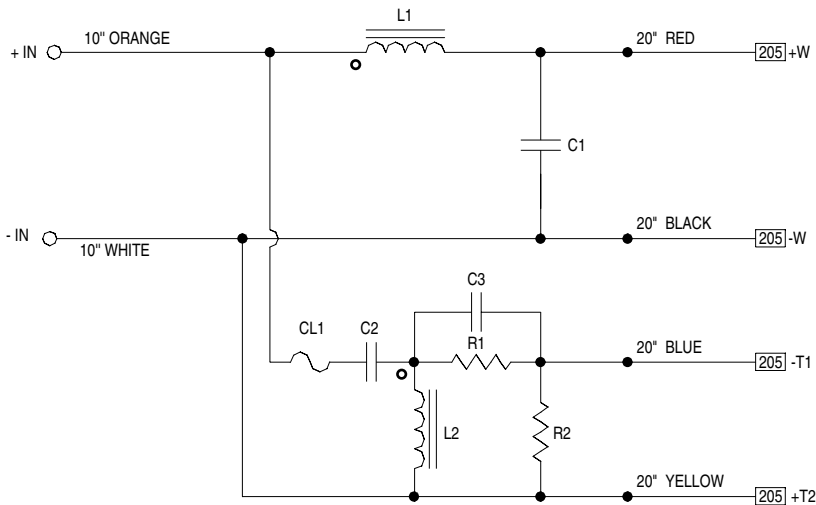 L1
+ IN
10" ORANGE
20" RED
205 +W
C1
- IN
10" WHITE
20" BLACK
205 -W
C3
CL1
C2
R1
20" BLUE
205 -T1
L2
R2
20" YELLOW
205 +T2